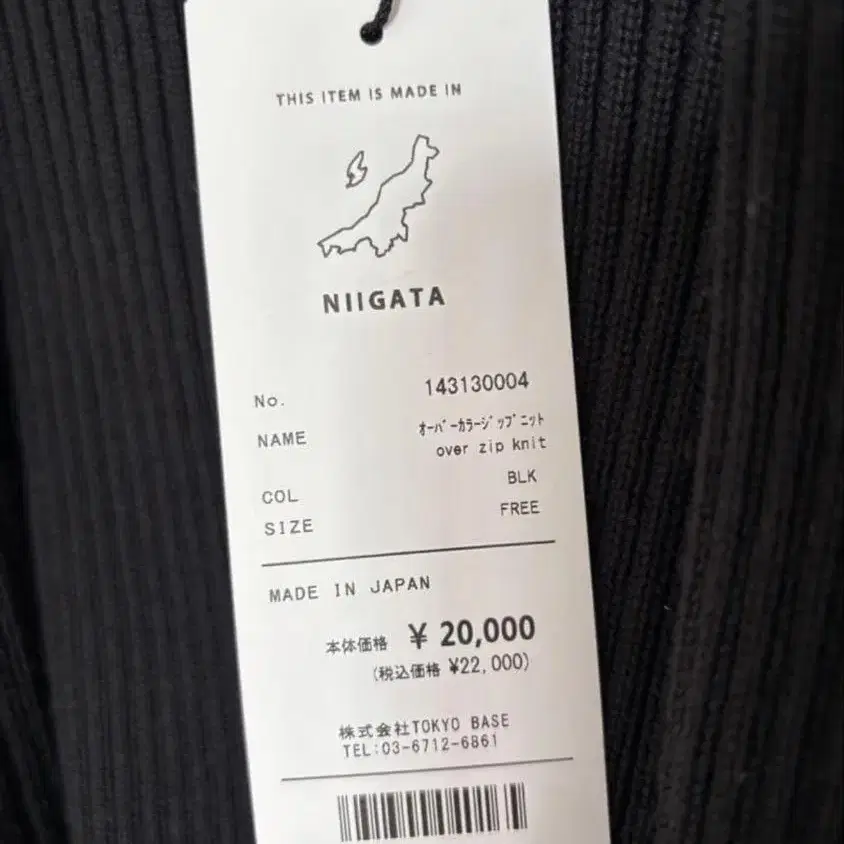 THIS ITEM IS MADE IN
NIIGATA
No. 143130004
NAME オーバーカラージップニット
over zip knit
COL BLK
SIZE FREE
MADE IN JAPAN
本体価格 ¥ 20,000
(税込価格 ¥22,000)
株式会社TOKYO BASE
TEL:03-6712-6861